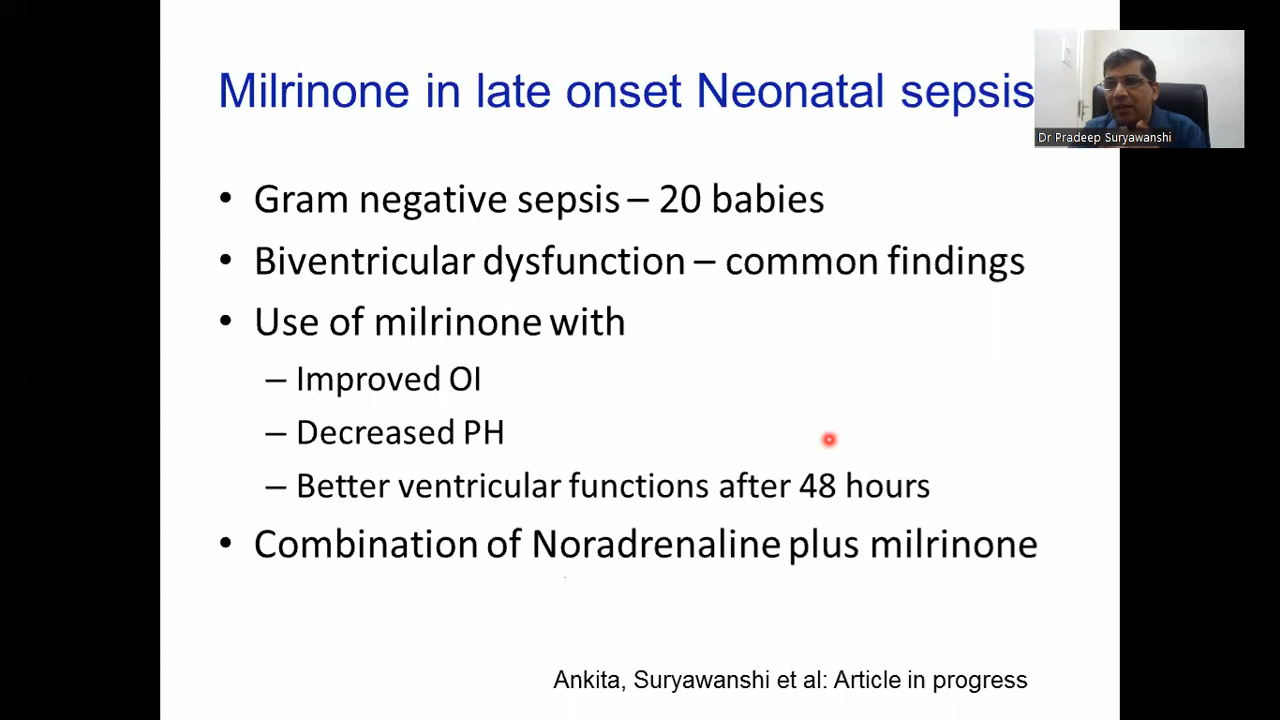 Milrinone in late onset Neonatal sepsis
Dr Pradeep Suryawanshi
• Gram negative sepsis – 20 babies
• Biventricular dysfunction – common findings
• Use of milrinone with
– Improved OI
– Decreased PH
– Better ventricular functions after 48 hours
• Combination of Noradrenaline plus milrinone
Ankita, Suryawanshi et al: Article in progress